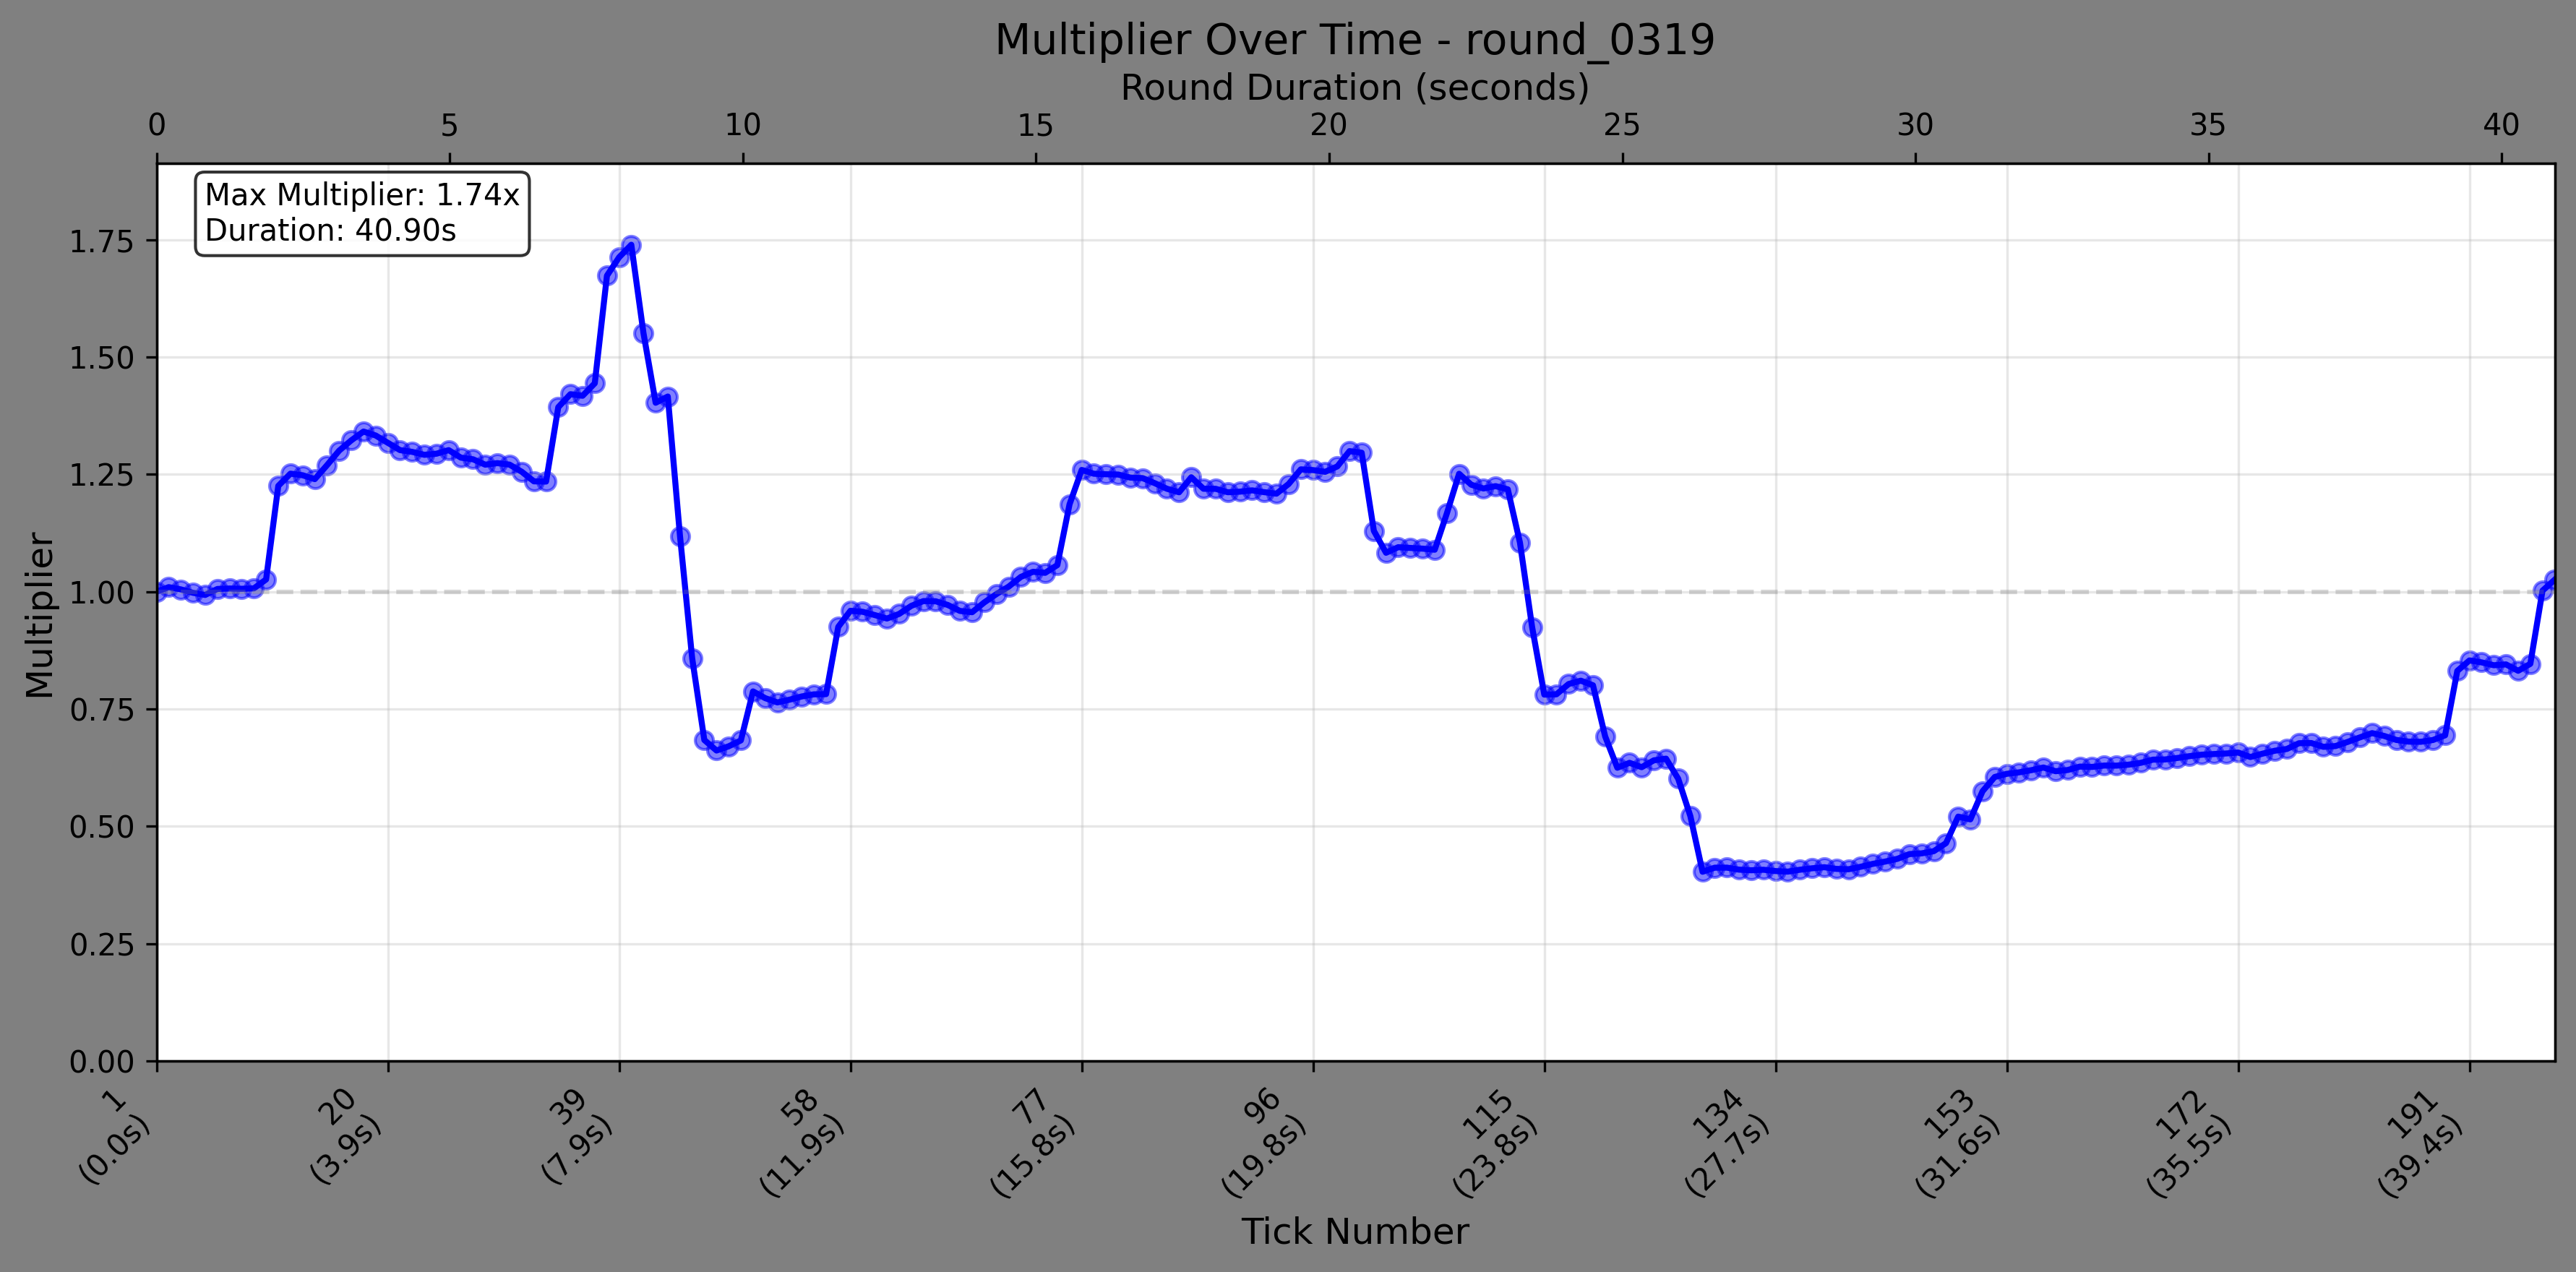 Multiplier Over Time - round_0319
Round Duration (seconds)
0 5 10 15 20 25 30 35 40
Max Multiplier: 1.74x
Duration: 40.90s
Multiplier
1.75
1.50
1.25
1.00
0.75
0.50
0.25
0.00
1
(0.0s)
20
(3.9s)
39
(7.9s)
58
(11.9s)
77
(15.8s)
96
(19.8s)
115
(23.8s)
134
(27.7s)
153
(31.6s)
172
(35.5s)
191
(39.4s)
Tick Number